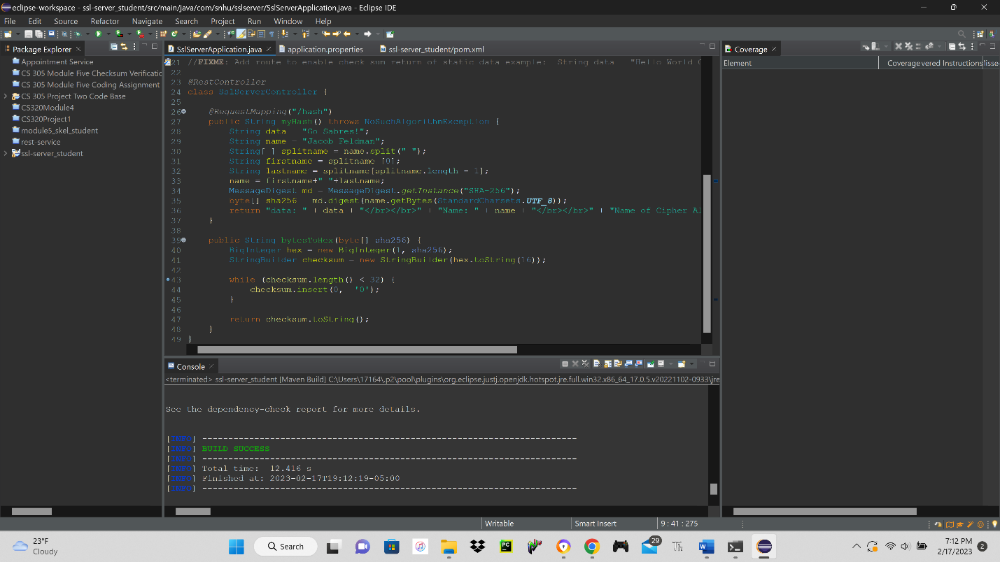 eclipse-workspace - ssl-server_student/src/main/java/com/snhu/sslserver/SslServerApplication.java - Eclipse IDE
File Edit Source Refactor Navigate Search Project Run Window Help
Package Explorer
Appointment Service
CS 305 Module Five Checksum Verificatic
CS 305 Module Five Coding Assignment
CS 305 Project Two Code Base
CS320Module4
CS320Project1
module5_skel_student
rest-service
ssl-server_student
SslServerApplication.java application.properties ssl-server_student/pom.xml
21 //FIXME: Add route to enable check sum return of static data example: String data "Hello World C
22
23 @RestController
24 class SslServerController {
25
26 @RequestMapping("/hash")
27 public String myHash() throws NoSuchAlgorithmException {
28 String data = "Go Sabres!";
29 String name = "Jacob Feldman";
30 String[ ] splitname = name.split(" ");
31 String firstname = splitname [0];
32 String lastname = splitname[splitname.length - 1];
33 name = firstname+" "+lastname;
34 MessageDigest md = MessageDigest.getInstance("SHA-256");
35 byte[] sha256 md.digest(name.getBytes(StandardCharsets.UTF_8));
36 return "data: " + data + "</br></br>" + "Name: " + name + "</br></br>" + "Name of Cipher Al
37 }
38
39 public String bytesToHex(byte[] sha256) {
40 BigInteger hex = new BigInteger(1, sha256);
41 StringBuilder checksum = new StringBuilder(hex.toString(16));
42
43 while (checksum.length() < 32) {
44 checksum.insert(0, '0');
45 }
46
47 return checksum.toString();
48 }
49 }
Console
<terminated> ssl-server_student [Maven Build] C:\Users\17164\.p2\pool\plugins\org.eclipse.justj.openjdk.hotspot.jre.full.win32.x86_64_17.0.5.v20221102-0933\jre
See the dependency-check report for more details.
[INFO] ------------------------------------------------------------------------
[INFO] BUILD SUCCESS
[INFO] ------------------------------------------------------------------------
[INFO] Total time: 12.416 s
[INFO] Finished at: 2023-02-17T19:12:19-05:00
[INFO] ------------------------------------------------------------------------
Coverage
Element Coverage vered Instructions
Writable Smart Insert 9 : 41 : 275
23°F
Cloudy
Search
PC
29
Th
W
7:12 PM
2/17/2023
2